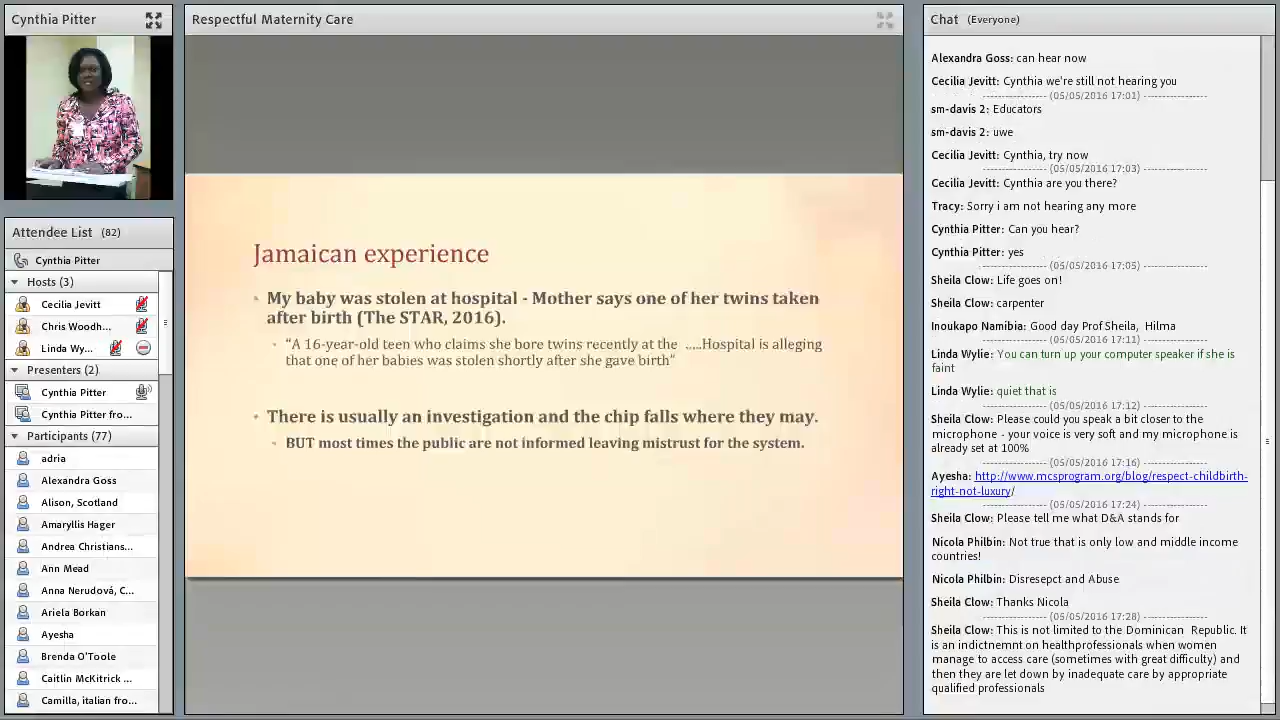 Cynthia Pitter
Attendee List (82)
Cynthia Pitter
Hosts (3)
Cecilia Jevitt
Chris Woodh...
Linda Wy...
Presenters (2)
Cynthia Pitter
Cynthia Pitter fro...
Participants (77)
adria
Alexandra Goss
Alison, Scotland
Amaryllis Hager
Andrea Christians...
Ann Mead
Anna Nerudová, C...
Ariela Borkan
Ayesha
Brenda O'Toole
Caitlin McKitrick ...
Camilla, italian fro...
Respectful Maternity Care
Jamaican experience
My baby was stolen at hospital - Mother says one of her twins taken
after birth (The STAR, 2016).
“A 16-year-old teen who claims she bore twins recently at the …..Hospital is alleging
that one of her babies was stolen shortly after she gave birth”
There is usually an investigation and the chip falls where they may.
BUT most times the public are not informed leaving mistrust for the system.
Chat (Everyone)
Alexandra Goss: can hear now
Cecilia Jevitt: Cynthia we're still not hearing you
------------------ (05/05/2016 17:01) ------------------
sm-davis 2: Educators
sm-davis 2: uwe
Cecilia Jevitt: Cynthia, try now
------------------ (05/05/2016 17:03) ------------------
Cecilia Jevitt: Cynthia are you there?
Tracy: Sorry i am not hearing any more
Cynthia Pitter: Can you hear?
Cynthia Pitter: yes
------------------ (05/05/2016 17:05) ------------------
Sheila Clow: Life goes on!
Sheila Clow: carpenter
Inoukapo Namibia: Good day Prof Sheila, Hilma
------------------ (05/05/2016 17:11) ------------------
Linda Wylie: You can turn up your computer speaker if she is
faint
Linda Wylie: quiet that is
------------------ (05/05/2016 17:12) ------------------
Sheila Clow: Please could you speak a bit closer to the
microphone - your voice is very soft and my microphone is
already set at 100%
------------------ (05/05/2016 17:16) ------------------
Ayesha: http://www.mcsprogram.org/blog/respect-childbirth-
right-not-luxury/
------------------ (05/05/2016 17:24) ------------------
Sheila Clow: Please tell me what D&A stands for
Nicola Philbin: Not true that is only low and middle income
countries!
Nicola Philbin: Disresepct and Abuse
Sheila Clow: Thanks Nicola
------------------ (05/05/2016 17:28) ------------------
Sheila Clow: This is not limited to the Dominican Republic. It
is an indictnemnt on healthprofessionals when women
manage to access care (sometimes with great difficulty) and
then they are let down by inadequate care by appropriate
qualified professionals